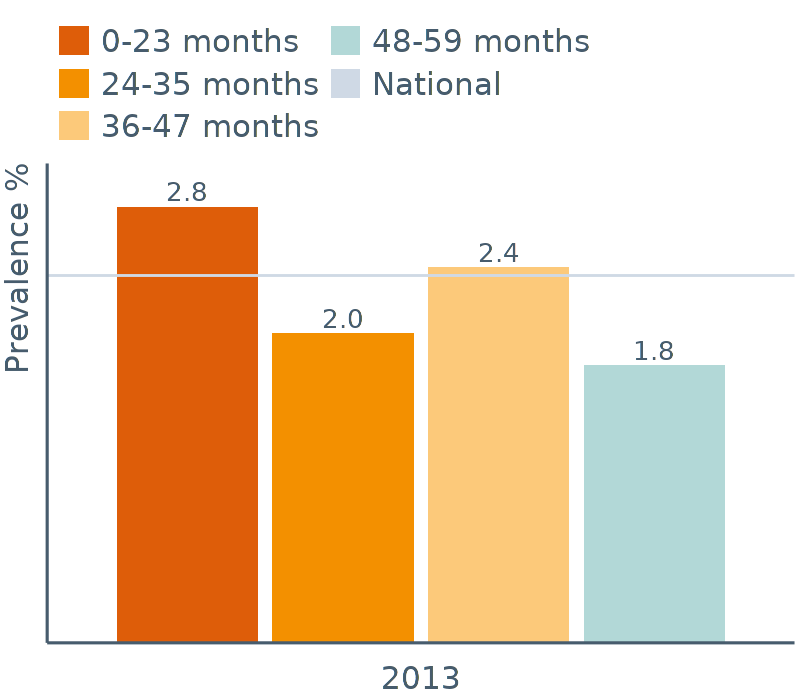 0-23 months
24-35 months
36-47 months
48-59 months
National
Prevalence %
2.8
2.0
2.4
1.8
2013